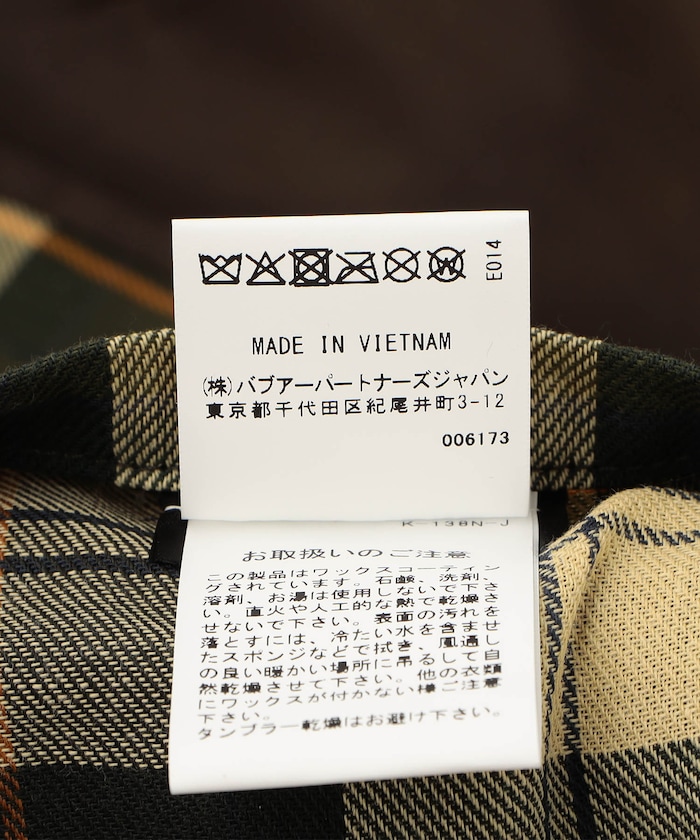 E014
MADE IN VIETNAM
(株)バブアーパートナーズジャパン
東京都千代田区紀尾井町3-12
006173
K-138N-J
お取扱いのご注意
この製品はワックスコーティン
グされています。石鹸、洗剤、
溶剤、お湯は使用しないで下さ
い。直火や人工的な熱で乾燥さ
せないで下さい。表面の汚れを
落とすには、冷たい水を含ませ
たスポンジなどで拭き、風通し
の良い暖かい場所に吊るして自
然乾燥させて下さい。他の衣類
にワックスが付かない様ご注意
下さい。
タンブラー乾燥はお避け下さい。